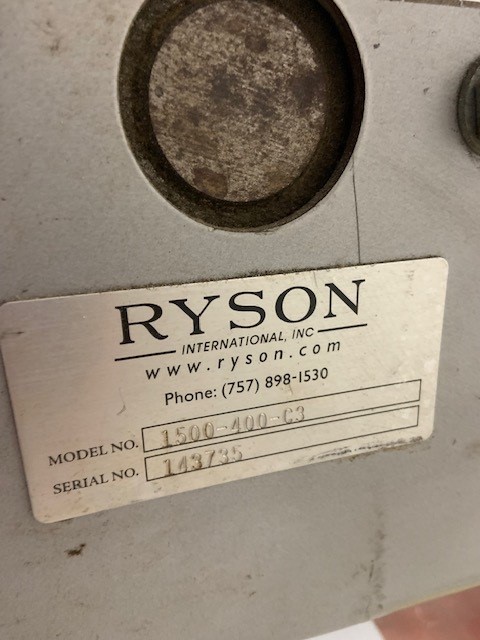 RYSON
INTERNATIONAL, INC
www.ryson.com
Phone: (757) 898-1530
MODEL NO. 1500-400-C3
SERIAL NO. 143735